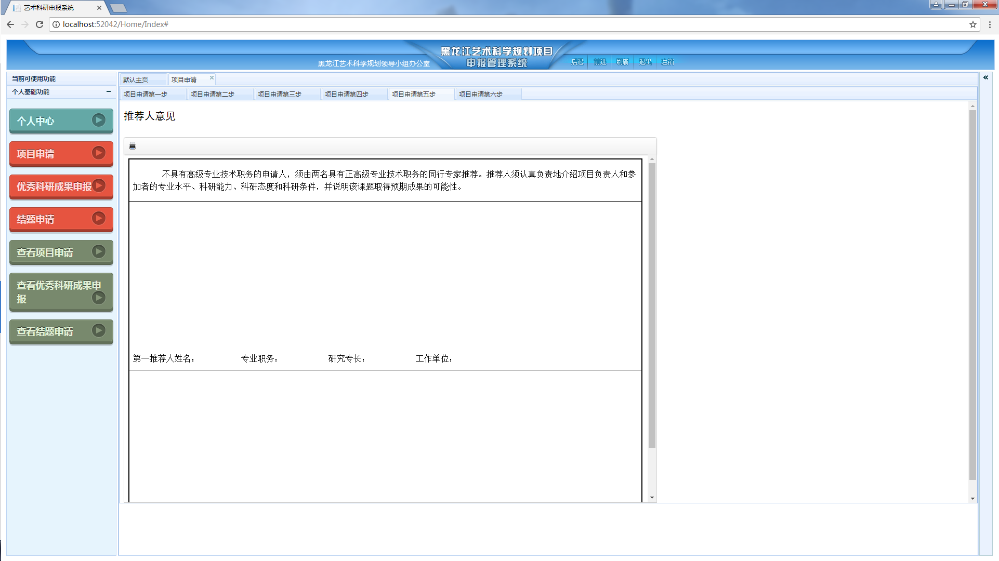 艺术科研申报系统
localhost:52042/Home/Index#
黑龙江艺术科学规划领导小组办公室
黑龙江艺术科学规划项目
申报管理系统
后退 前进 刷新 退出 注销
当前可使用功能
个人基础功能
个人中心
项目申请
优秀科研成果申报
结题申请
查看项目申请
查看优秀科研成果申
报
查看结题申请
默认主页 项目申请
项目申请第一步 项目申请第二步 项目申请第三步 项目申请第四步 项目申请第五步 项目申请第六步
推荐人意见
不具有高级专业技术职务的申请人，须由两名具有正高级专业技术职务的同行专家推荐。推荐人须认真负责地介绍项目负责人和参
加者的专业水平、科研能力、科研态度和科研条件，并说明该课题取得预期成果的可能性。
第一推荐人姓名： 专业职务： 研究专长： 工作单位：